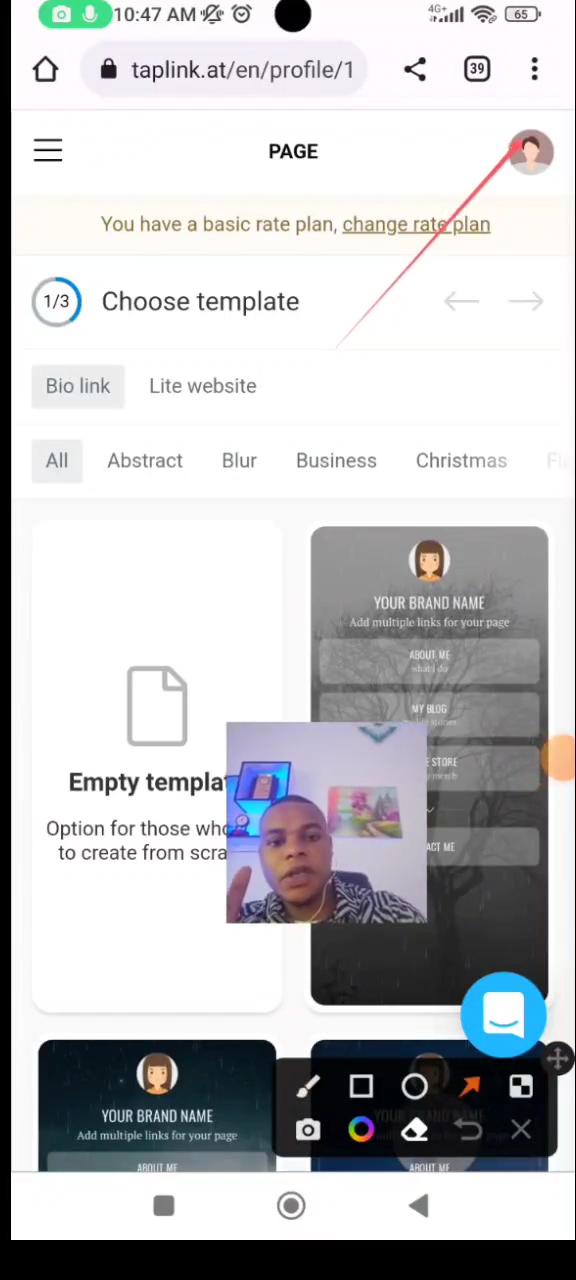 10:47 AM
4G+
65
taplink.at/en/profile/1
39
PAGE
You have a basic rate plan, change rate plan
1/3
Choose template
Bio link
Lite website
All
Abstract
Blur
Business
Christmas
Empty templa
Option for those who
to create from scra
YOUR BRAND NAME
Add multiple links for your page
ABOUT ME
what I do
MY BLOG
E STORE
ACT ME
YOUR BRAND NAME
Add multiple links for your page
ABOUT ME
ABOUT ME